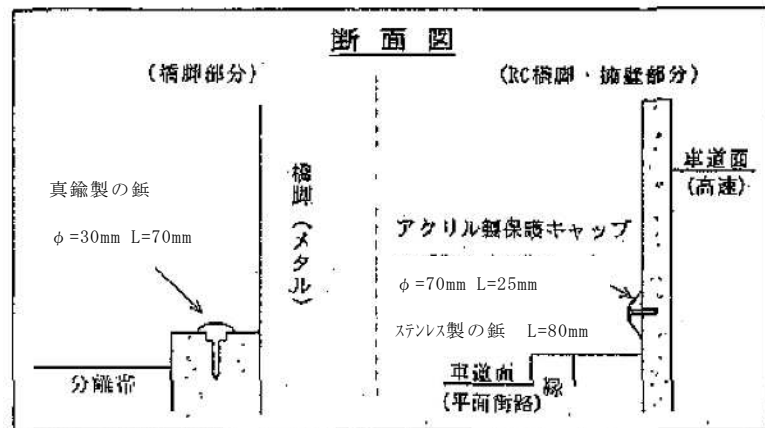 断面図
(橋脚部分)
真鍮製の鋲
φ=30mm L=70mm
橋脚(メタル)
分離帯
(RC橋脚・擁壁部分)
車道面
(高速)
アクリル製保護キャップ
φ=70mm L=25mm
ステンレス製の鋲 L=80mm
車道面
(平面街路)
縁